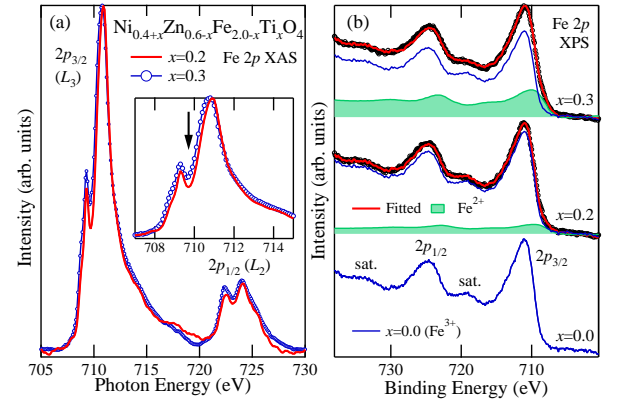 (a)
Ni0.4+xZn0.6-xFe2.0-xTixO4
2p3/2
(L3)
x=0.2 Fe 2p XAS
x=0.3
708 710 712 714
2p1/2 (L2)
Intensity (arb. units)
705 710 715 720 725 730
Photon Energy (eV)
(b)
Fe 2p
XPS
x=0.3
Fitted Fe2+
x=0.2
2p1/2
2p3/2
sat.
sat.
x=0.0 (Fe3+)
x=0.0
Intensity (arb. units)
730 720 710
Binding Energy (eV)